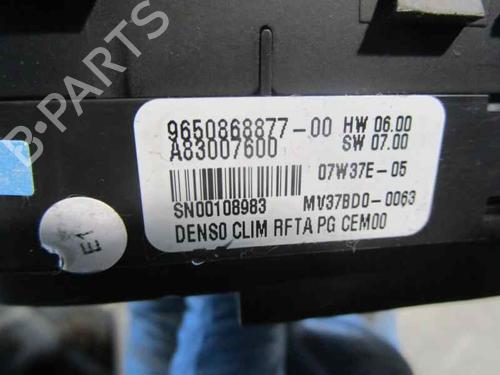 9650868877-00 HW 06.00
A83007600 SW 07.00
07W37E-05
SN00108983 MV37BD0-0063
DENSO CLIM RFTA PG CEM00
E1
B-PARTS